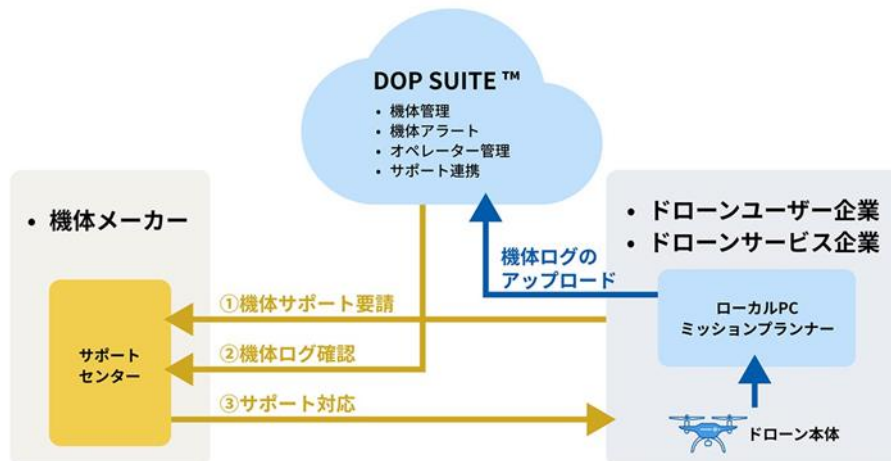 DOP SUITE™
• 機体管理
• 機体アラート
• オペレーター管理
• サポート連携
• 機体メーカー
• ドローンユーザー企業
• ドローンサービス企業
機体ログの
アップロード
①機体サポート要請
②機体ログ確認
③サポート対応
サポート
センター
ローカルPC
ミッションプランナー
ドローン本体